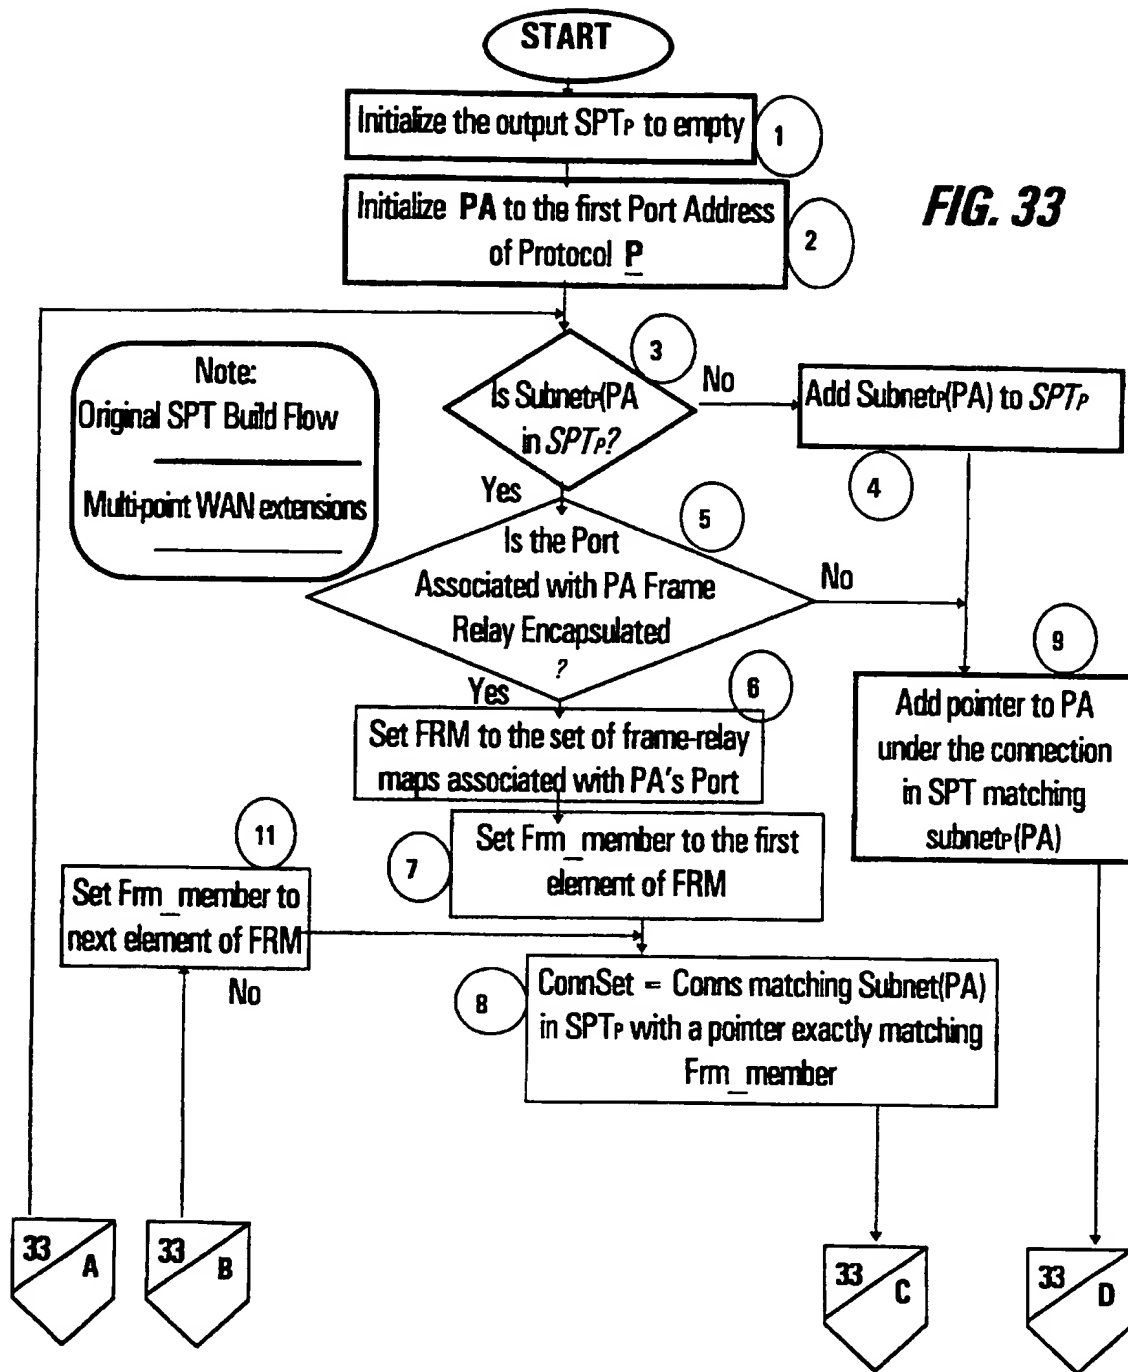 START
Initialize the output SPTP to empty
1
Initialize PA to the first Port Address
of Protocol P
2
FIG. 33
Note:
Original SPT Build Flow
Multi-point WAN extensions
3
Is SubnetP(PA
in SPTP?
No
Add SubnetP(PA) to SPTP
4
Yes
5
Is the Port
Associated with PA Frame
Relay Encapsulated
?
No
Yes
6
Set FRM to the set of frame-relay
maps associated with PA's Port
9
Add pointer to PA
under the connection
in SPT matching
subnetP(PA)
7
Set Frm_member to the first
element of FRM
11
Set Frm_member to
next element of FRM
No
8
ConnSet = Conns matching Subnet(PA)
in SPTP with a pointer exactly matching
Frm_member
33 A
33 B
33 C
33 D